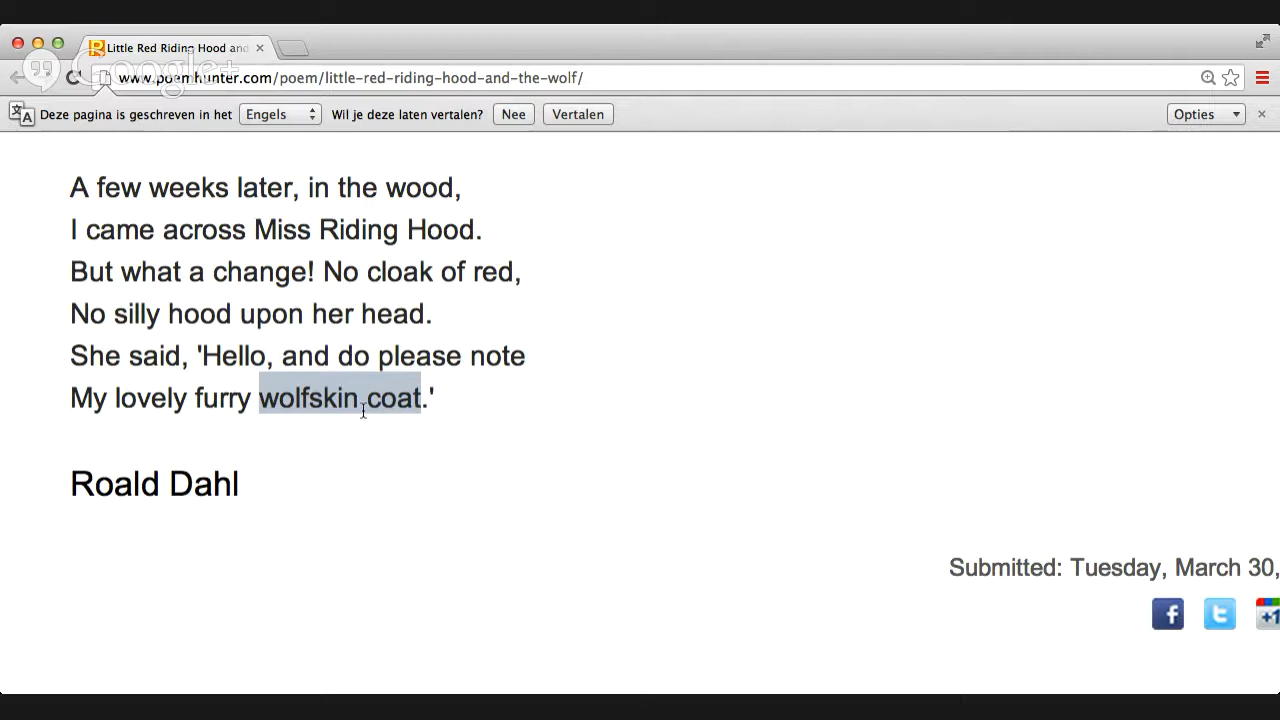 Little Red Riding Hood and
Google+
www.poemhunter.com/poem/little-red-riding-hood-and-the-wolf/
Deze pagina is geschreven in het Engels Wil je deze laten vertalen? Nee Vertalen Opties
A few weeks later, in the wood,
I came across Miss Riding Hood.
But what a change! No cloak of red,
No silly hood upon her head.
She said, 'Hello, and do please note
My lovely furry wolfskin coat.'
Roald Dahl
Submitted: Tuesday, March 30,
+1